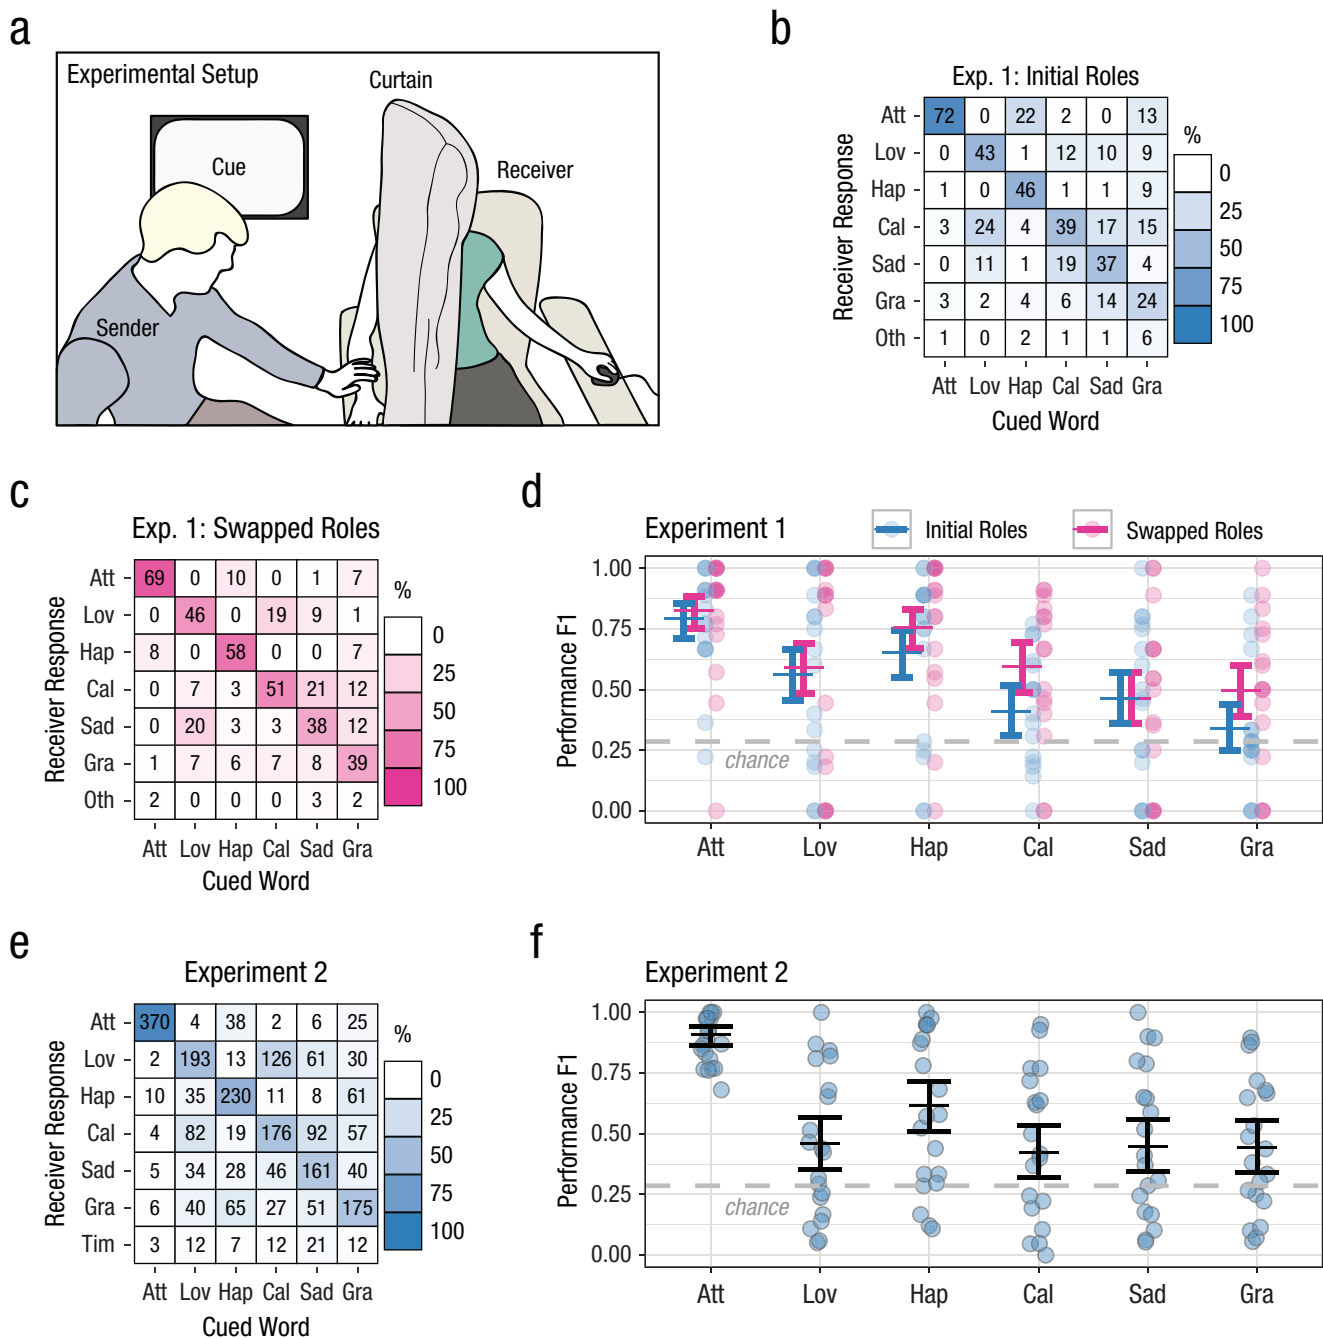 a
Experimental Setup
Curtain
Cue
Receiver
Sender
b
Exp. 1: Initial Roles
Receiver Response
Att 72 0 22 2 0 13
Lov 0 43 1 12 10 9
Hap 1 0 46 1 1 9
Cal 3 24 4 39 17 15
Sad 0 11 1 19 37 4
Gra 3 2 4 6 14 24
Oth 1 0 2 1 1 6
Att Lov Hap Cal Sad Gra
Cued Word
%
0
25
50
75
100
c
Exp. 1: Swapped Roles
Receiver Response
Att 69 0 10 0 1 7
Lov 0 46 0 19 9 1
Hap 8 0 58 0 0 7
Cal 0 7 3 51 21 12
Sad 0 20 3 3 38 12
Gra 1 7 6 7 8 39
Oth 2 0 0 0 3 2
Att Lov Hap Cal Sad Gra
Cued Word
%
0
25
50
75
100
d
Experiment 1
Initial Roles
Swapped Roles
Performance F1
1.00
0.75
0.50
0.25
0.00
chance
Att Lov Hap Cal Sad Gra
e
Experiment 2
Receiver Response
Att 370 4 38 2 6 25
Lov 2 193 13 126 61 30
Hap 10 35 230 11 8 61
Cal 4 82 19 176 92 57
Sad 5 34 28 46 161 40
Gra 6 40 65 27 51 175
Tim 3 12 7 12 21 12
Att Lov Hap Cal Sad Gra
Cued Word
%
0
25
50
75
100
f
Experiment 2
Performance F1
1.00
0.75
0.50
0.25
0.00
chance
Att Lov Hap Cal Sad Gra